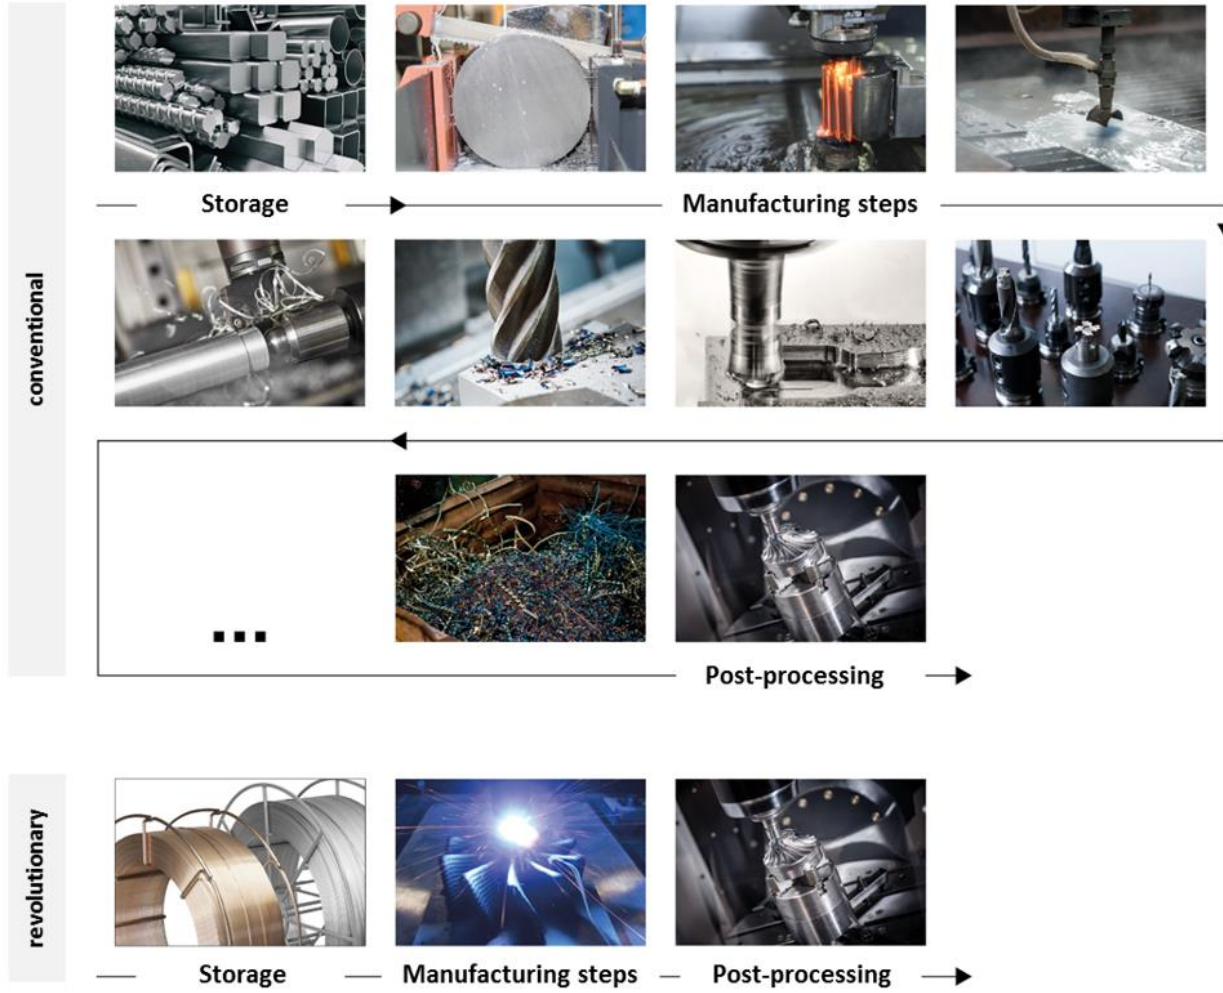 conventional
Storage
Manufacturing steps
...
Post-processing
revolutionary
Storage
Manufacturing steps
Post-processing